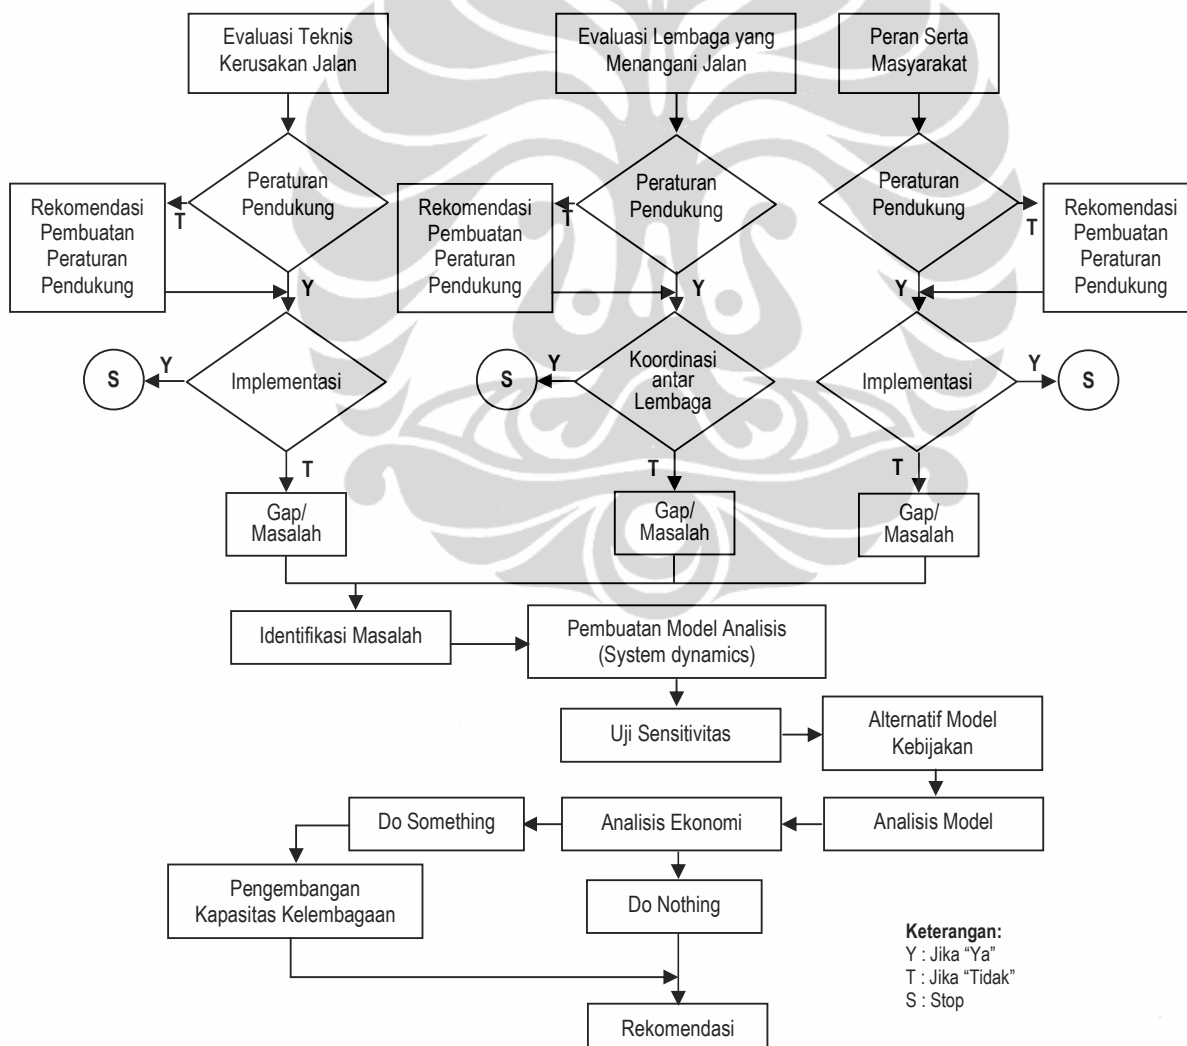 Evaluasi Teknis
Kerusakan Jalan
Evaluasi Lembaga yang
Menangani Jalan
Peran Serta
Masyarakat
Peraturan
Pendukung
T
Y
Rekomendasi
Pembuatan
Peraturan
Pendukung
Peraturan
Pendukung
T
Y
Rekomendasi
Pembuatan
Peraturan
Pendukung
Peraturan
Pendukung
T
Y
Rekomendasi
Pembuatan
Peraturan
Pendukung
S
Y
Implementasi
T
S
Y
Koordinasi
antar
Lembaga
T
Implementasi
Y
S
T
Gap/
Masalah
Gap/
Masalah
Gap/
Masalah
Identifikasi Masalah
Pembuatan Model Analisis
(System dynamics)
Uji Sensitivitas
Alternatif Model
Kebijakan
Do Something
Analisis Ekonomi
Analisis Model
Pengembangan
Kapasitas Kelembagaan
Do Nothing
Rekomendasi
Keterangan:
Y : Jika “Ya”
T : Jika “Tidak”
S : Stop